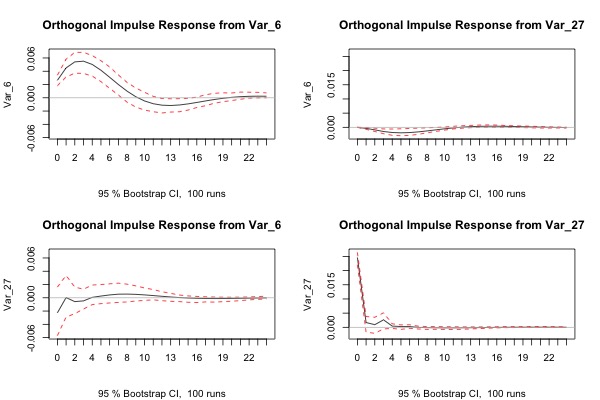 Orthogonal Impulse Response from Var_6
Var_6
-0.006 0.000 0.006
0 2 4 6 8 10 13 16 19 22
95 % Bootstrap CI, 100 runs
Orthogonal Impulse Response from Var_27
Var_6
0.000 0.015
0 2 4 6 8 10 13 16 19 22
95 % Bootstrap CI, 100 runs
Orthogonal Impulse Response from Var_6
Var_27
-0.006 0.000 0.006
0 2 4 6 8 10 13 16 19 22
95 % Bootstrap CI, 100 runs
Orthogonal Impulse Response from Var_27
Var_27
0.000 0.015
0 2 4 6 8 10 13 16 19 22
95 % Bootstrap CI, 100 runs